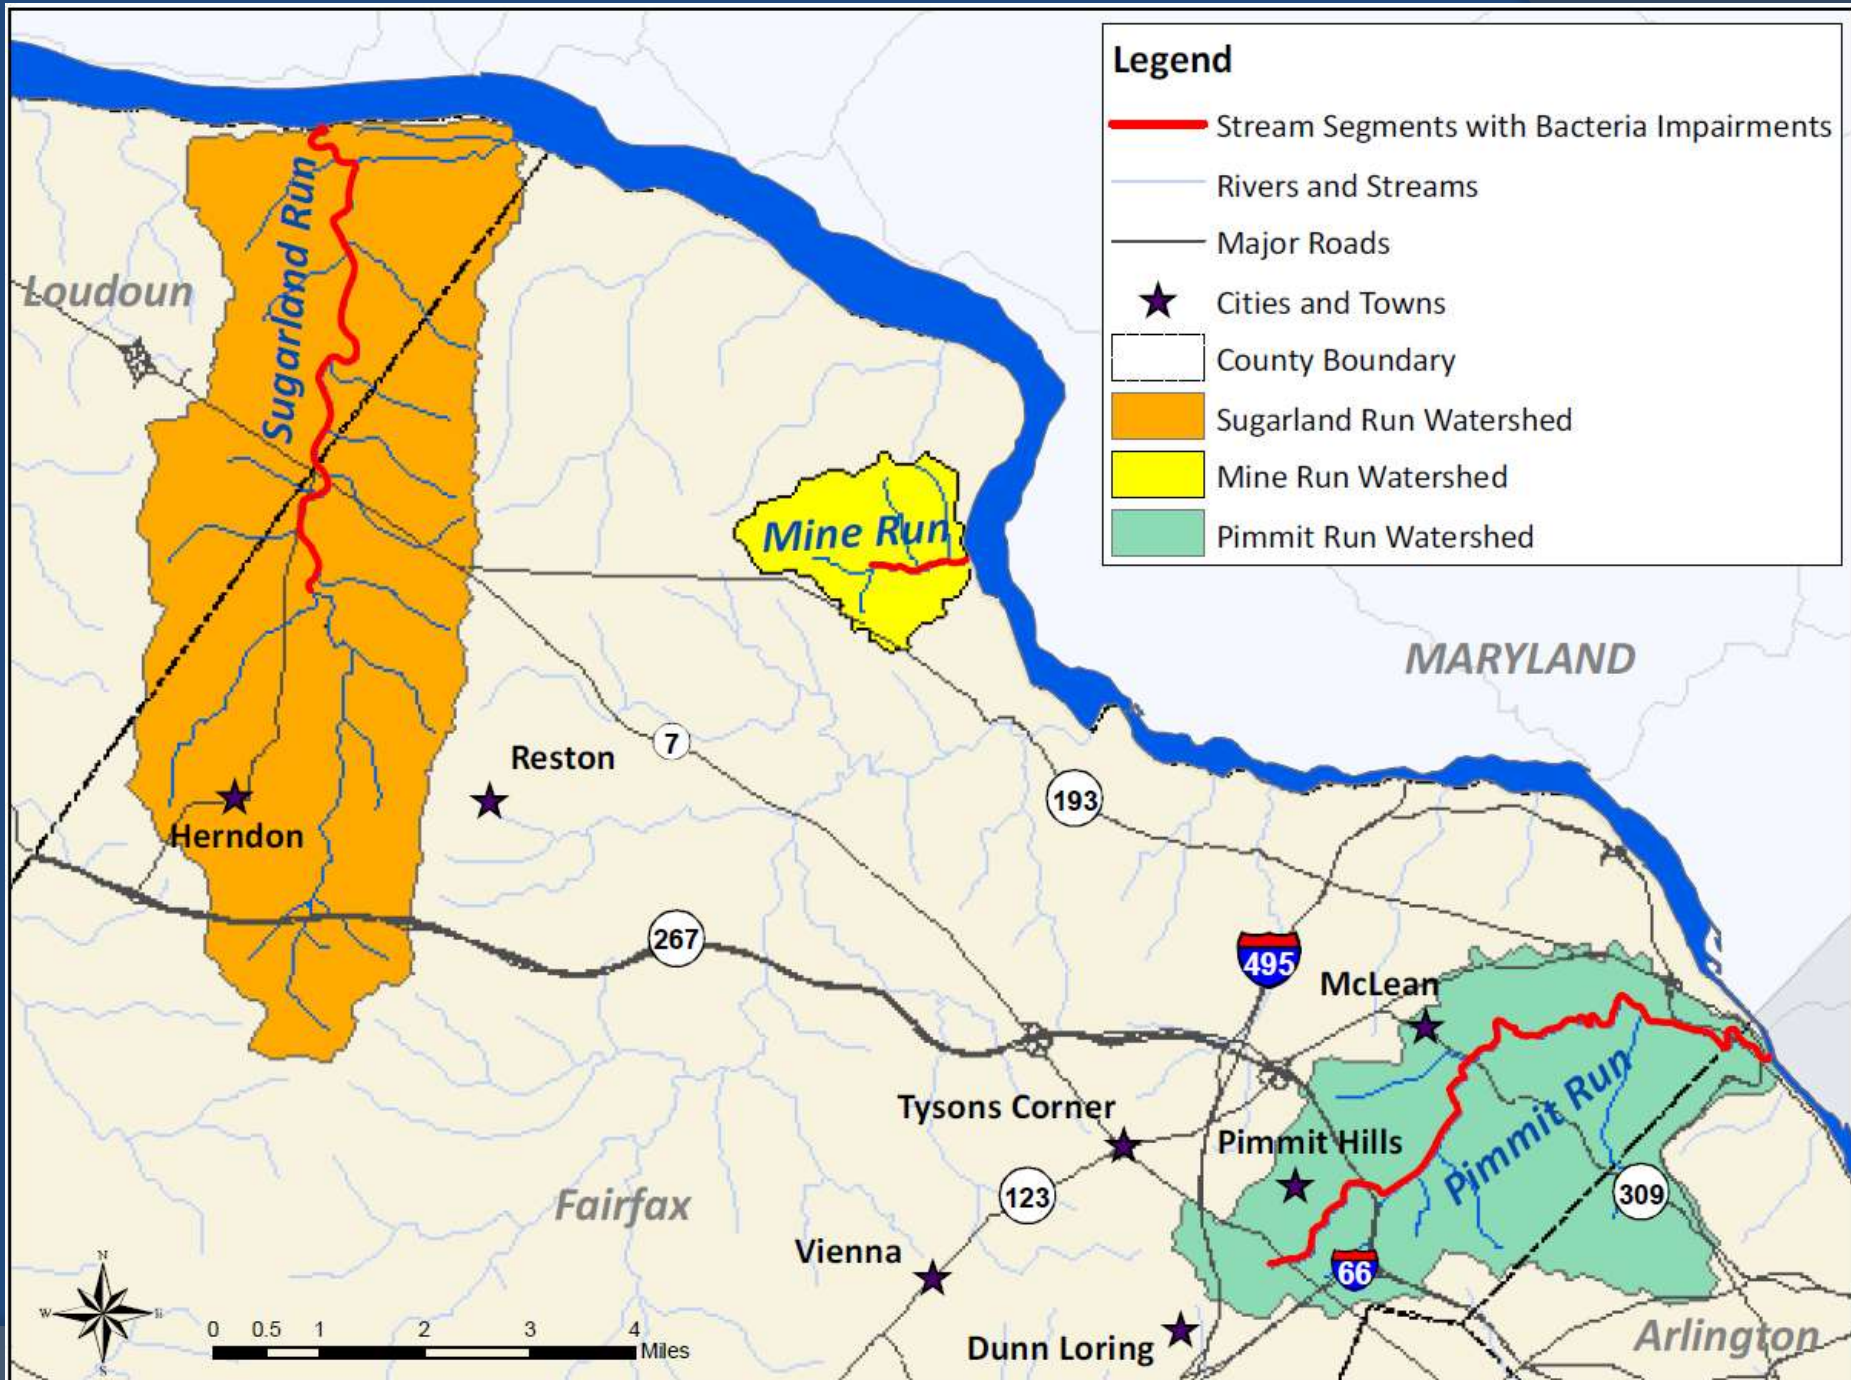 Legend
Stream Segments with Bacteria Impairments
Rivers and Streams
Major Roads
Cities and Towns
County Boundary
Sugarland Run Watershed
Mine Run Watershed
Pimmit Run Watershed
Sugarland Run
Loudoun
Mine Run
MARYLAND
Reston
7
193
Herndon
267
495
McLean
Tysons Corner
Pimmit Hills
Pimmit Run
123
309
Fairfax
Vienna
66
Dunn Loring
Arlington
N
W E
S
0 0.5 1 2 3 4
Miles